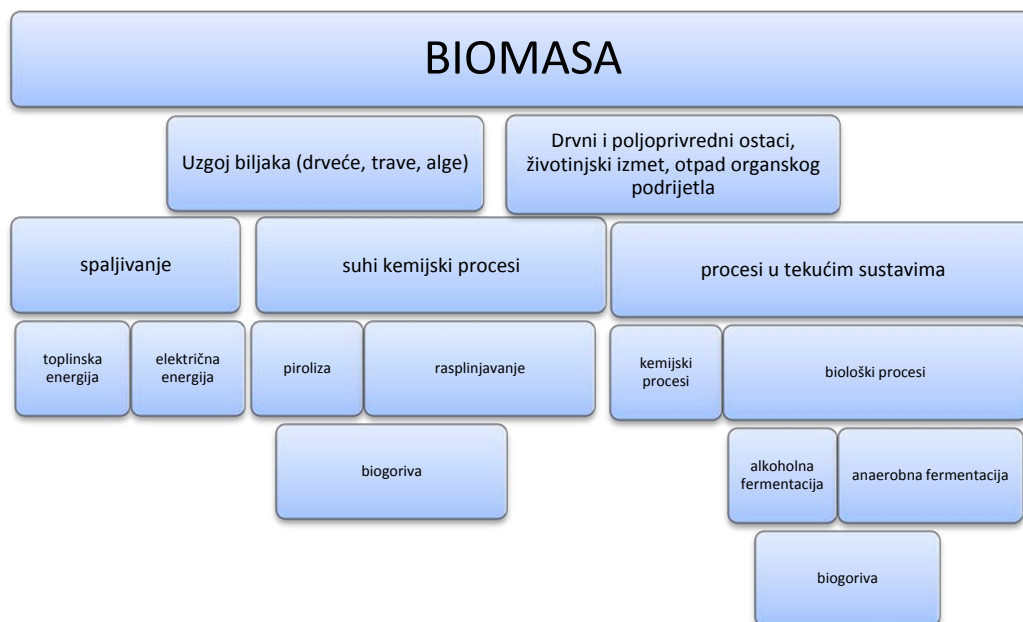 BIOMASA
Uzgoj biljaka (drveće, trave, alge)
Drvni i poljoprivredni ostaci,
životinjski izmet, otpad organskog
podrijetla
spaljivanje
suhi kemijski procesi
procesi u tekućim sustavima
toplinska
energija
električna
energija
piroliza
rasplinjavanje
kemijski
procesi
biološki procesi
biogoriva
alkoholna
fermentacija
anaerobna fermentacija
biogoriva